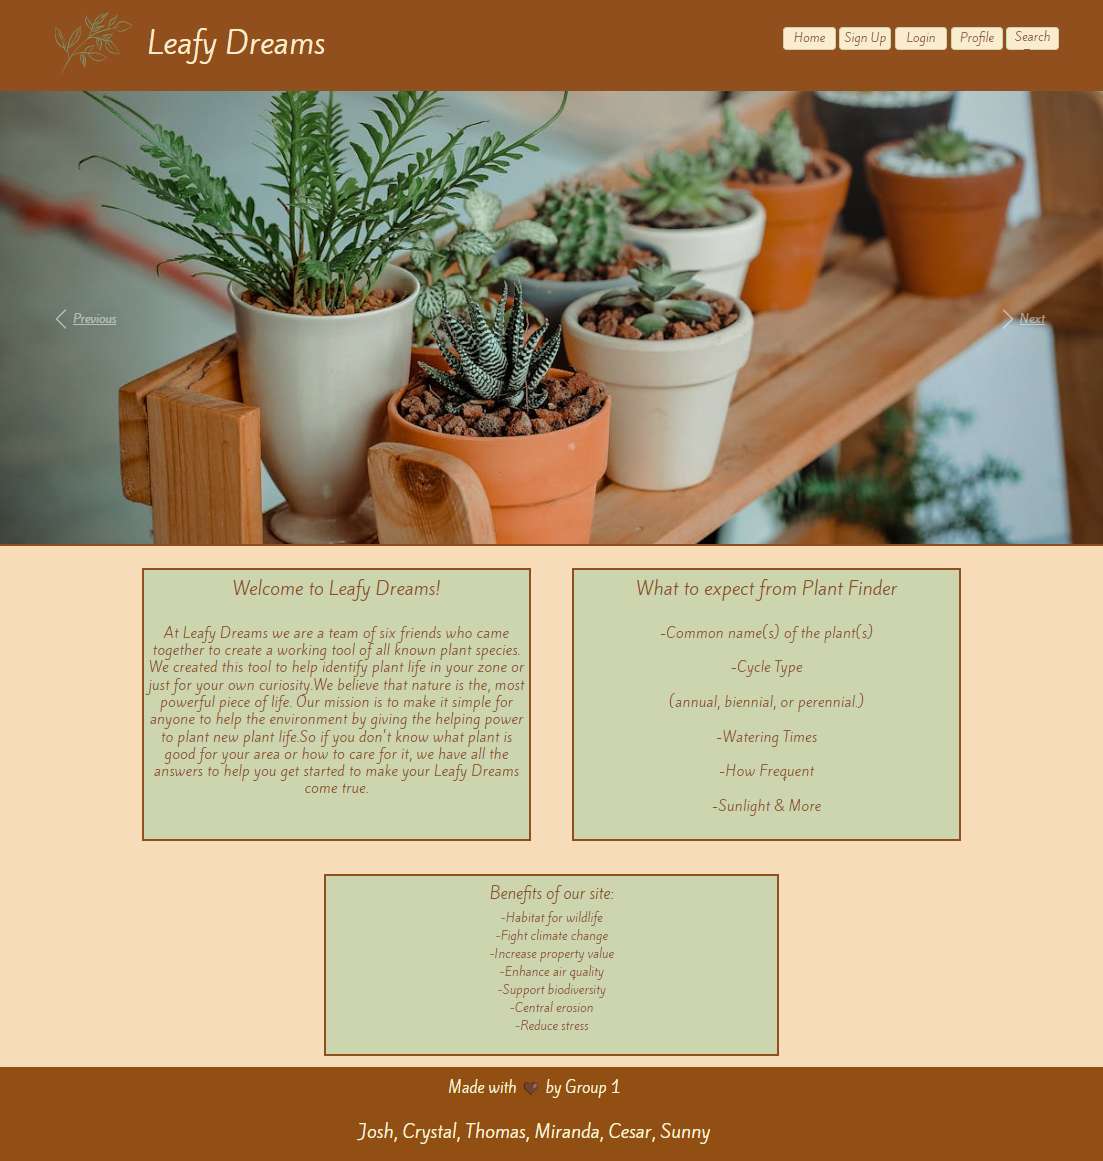 Leafy Dreams
Home
Sign Up
Login
Profile
Search
Previous
Next
Welcome to Leafy Dreams!
At Leafy Dreams we are a team of six friends who came
together to create a working tool of all known plant species.
We created this tool to help identify plant life in your zone or
just for your own curiosity.We believe that nature is the, most
powerful piece of life. Our mission is to make it simple for
anyone to help the environment by giving the helping power
to plant new plant life.So if you don't know what plant is
good for your area or how to care for it, we have all the
answers to help you get started to make your Leafy Dreams
come true.
What to expect from Plant Finder
-Common name(s) of the plant(s)
-Cycle Type
(annual, biennial, or perennial.)
-Watering Times
-How Frequent
-Sunlight & More
Benefits of our site:
-Habitat for wildlife
-Fight climate change
-Increase property value
-Enhance air quality
-Support biodiversity
-Central erosion
-Reduce stress
Made with 🤎 by Group 1
Josh, Crystal, Thomas, Miranda, Cesar, Sunny